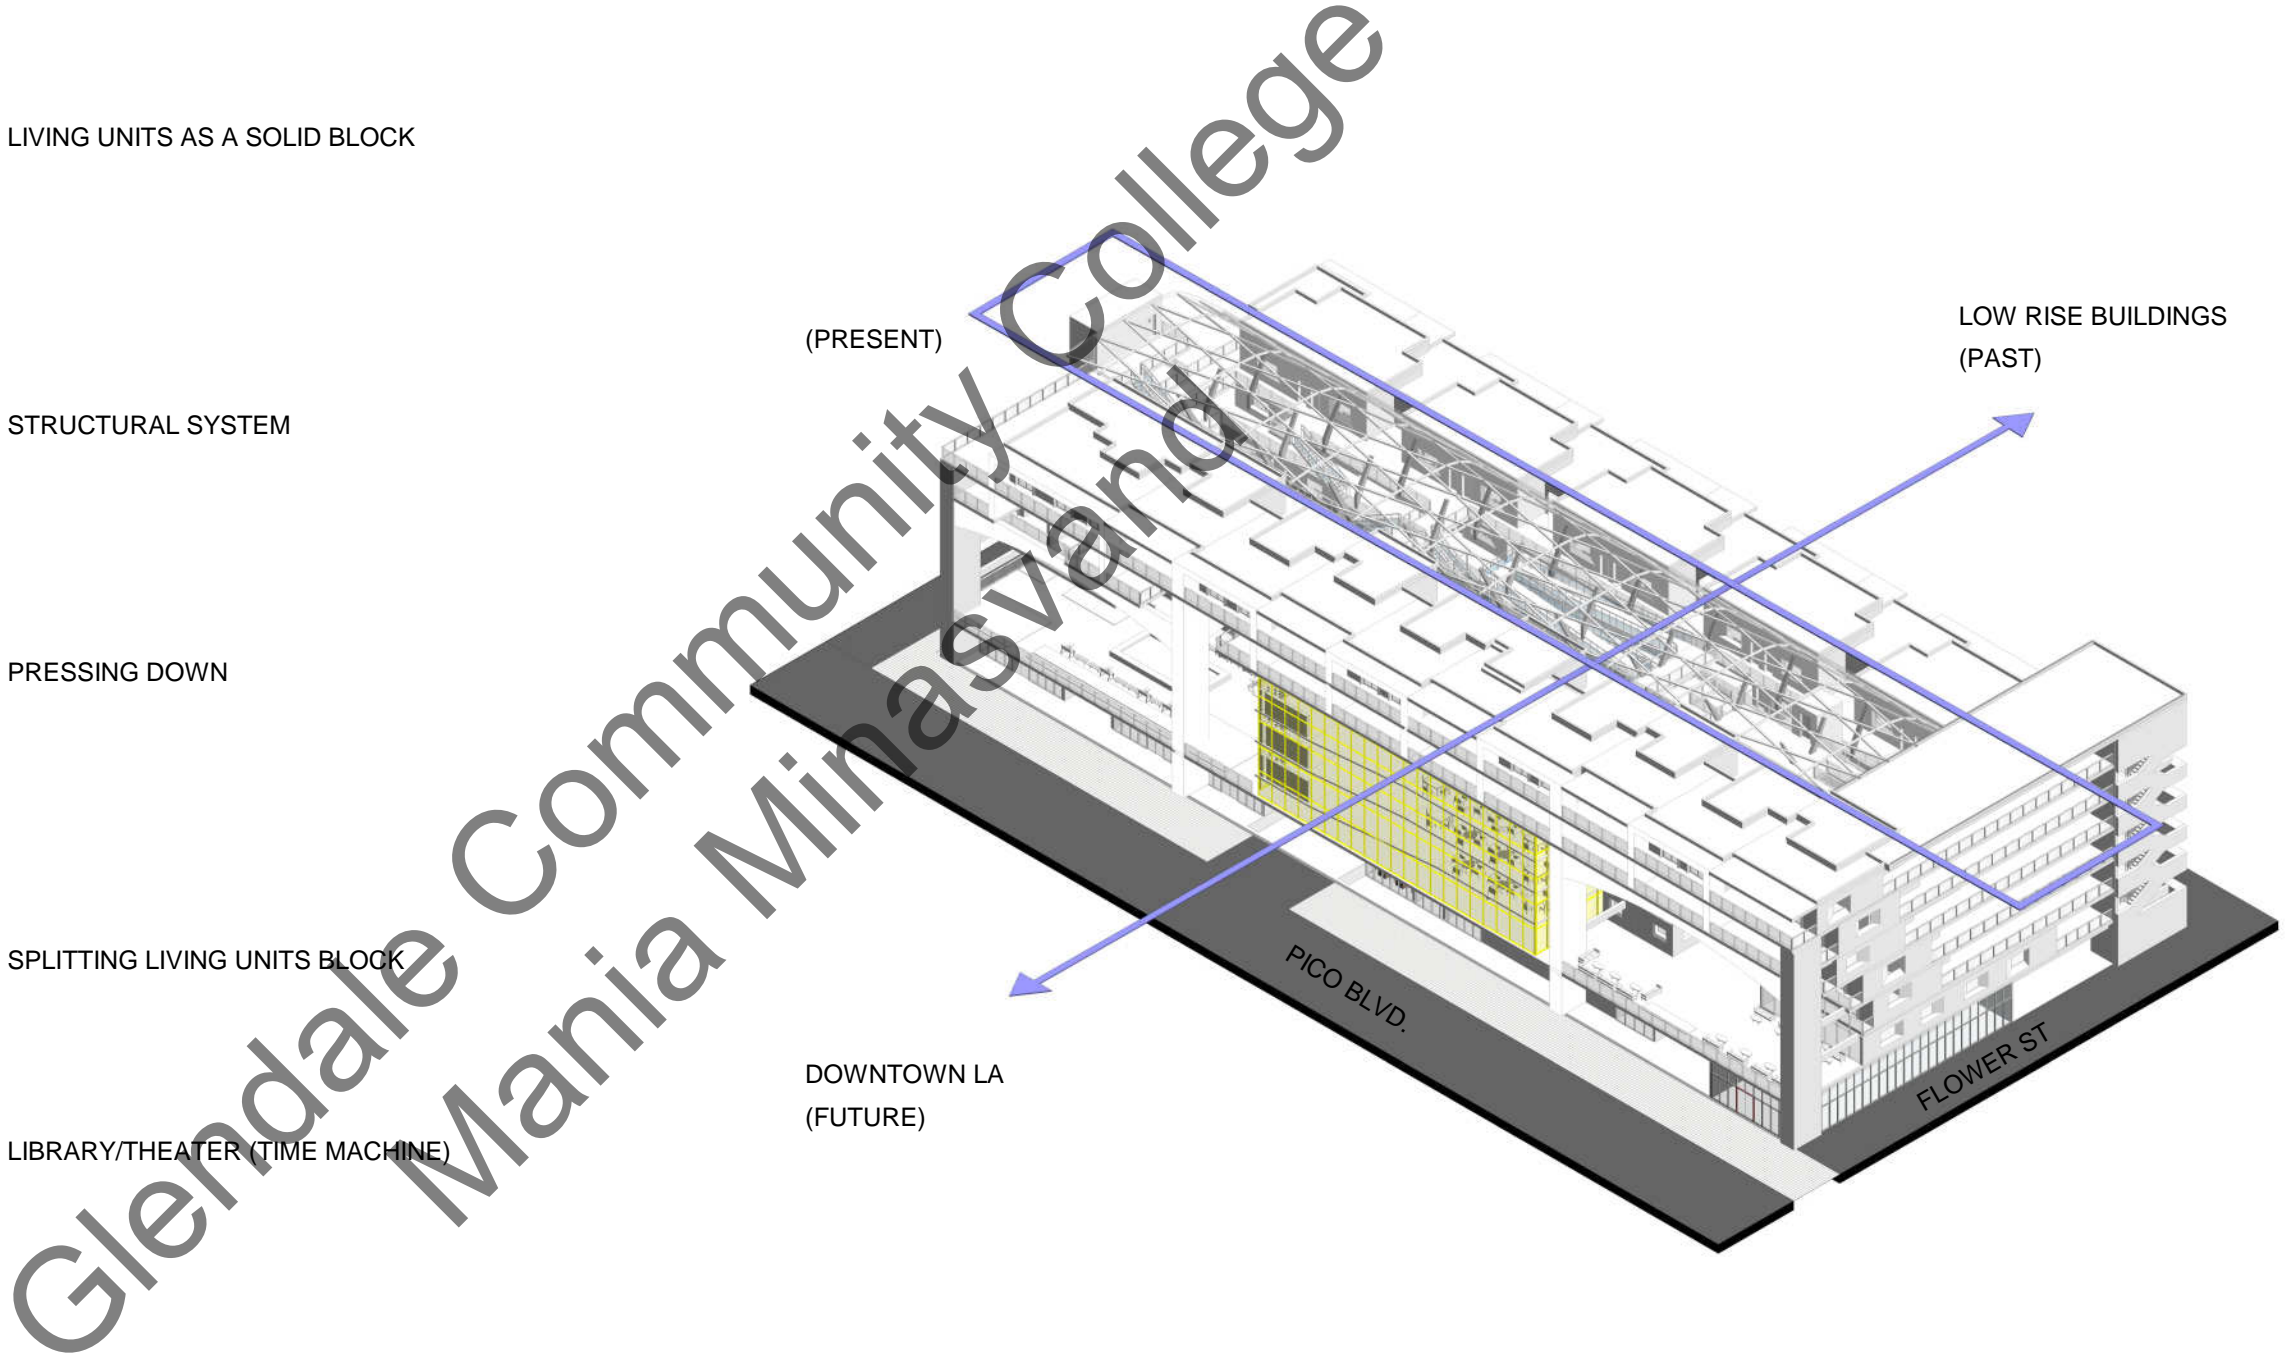 LIVING UNITS AS A SOLID BLOCK
STRUCTURAL SYSTEM
PRESSING DOWN
SPLITTING LIVING UNITS BLOCK
LIBRARY/THEATER (TIME MACHINE)
(PRESENT)
LOW RISE BUILDINGS
(PAST)
DOWNTOWN LA
(FUTURE)
PICO BLVD.
FLOWER ST
Glendale Community College
Mania Minasvand